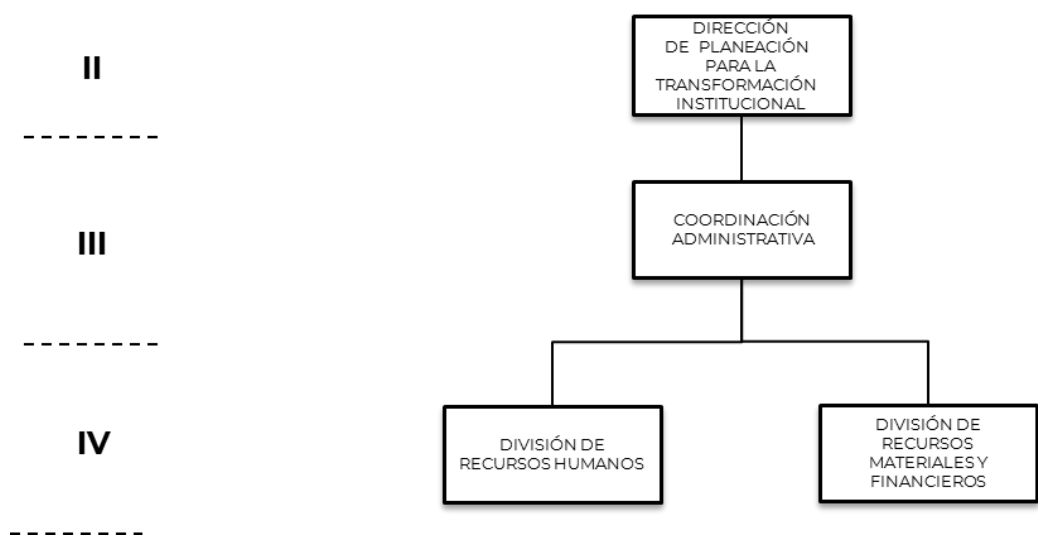 II
DIRECCIÓN
DE PLANEACIÓN
PARA LA
TRANSFORMACIÓN
INSTITUCIONAL
III
COORDINACIÓN
ADMINISTRATIVA
IV
DIVISIÓN DE
RECURSOS HUMANOS
DIVISIÓN DE
RECURSOS
MATERIALES Y
FINANCIEROS